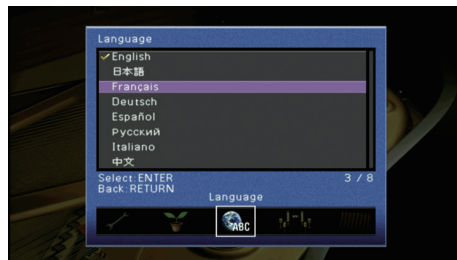 Language
✓English
日本語
Français
Deutsch
Español
Русский
Italiano
中文
Select:ENTER 3 / 8
Back:RETURN
Language
ABC